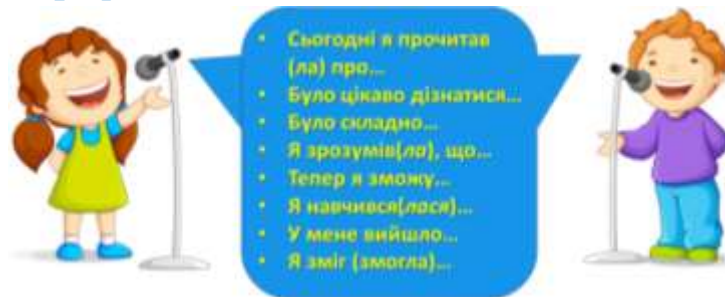 Сьогодні я прочитав
(ла) про...
Було цікаво дізнатися...
Було складно...
Я зрозумів(ла), що...
Тепер я зможу...
Я навчився(лася)...
У мене вийшло...
Я зміг (змогла)...